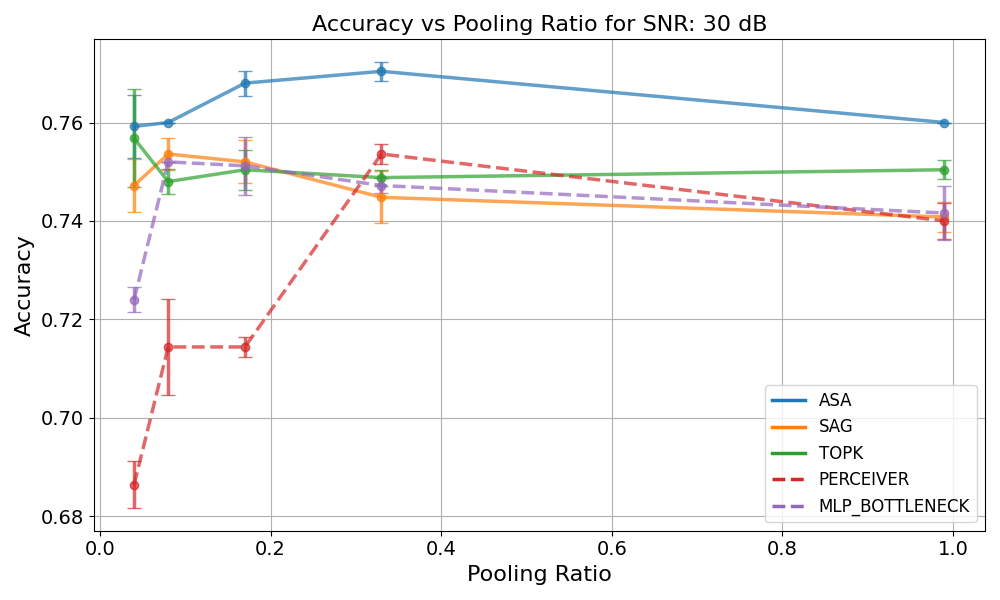 Accuracy vs Pooling Ratio for SNR: 30 dB
Accuracy
0.76
0.74
0.72
0.70
0.68
0.0
0.2
0.4
0.6
0.8
1.0
Pooling Ratio
ASA
SAG
TOPK
PERCEIVER
MLP_BOTTLENECK